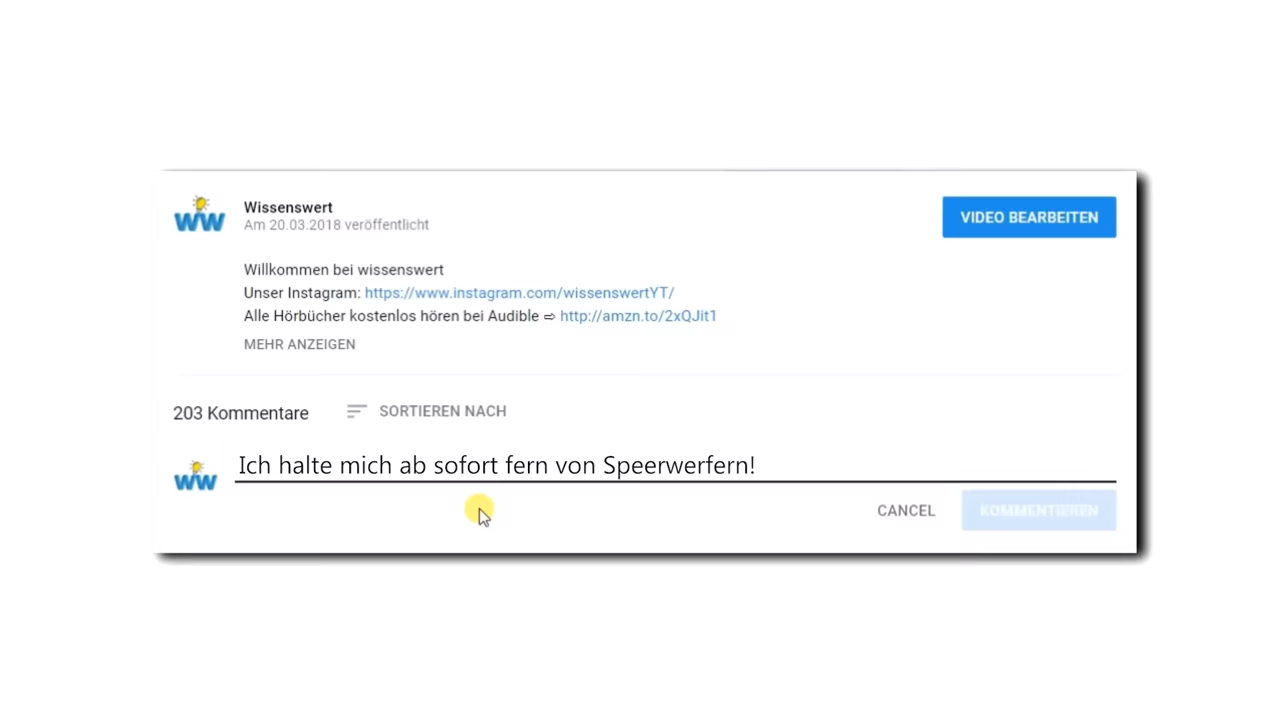 WW
Wissenswert
Am 20.03.2018 veröffentlicht
VIDEO BEARBEITEN
Willkommen bei wissenswert
Unser Instagram: https://www.instagram.com/wissenswertYT/
Alle Hörbücher kostenlos hören bei Audible ⇨ http://amzn.to/2xQJit1
MEHR ANZEIGEN
203 Kommentare
SORTIEREN NACH
WW
Ich halte mich ab sofort fern von Speerwerfern!
CANCEL
KOMMENTIEREN